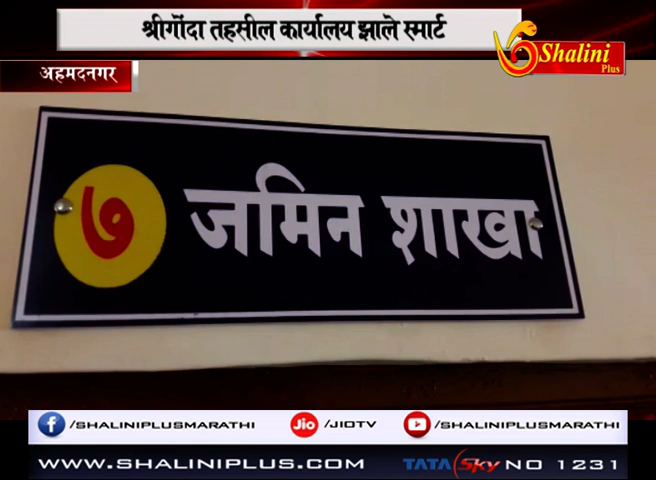 श्रीगोंदा तहसील कार्यालय झाले स्मार्ट
Shalini
Plus
अहमदनगर
७ जमिन शाखा
/SHALINIPLUSMARATHI /JIOTV /SHALINIPLUSMARATHI
Jio
WWW.SHALINIPLUS.COM TATA Sky NO 1231